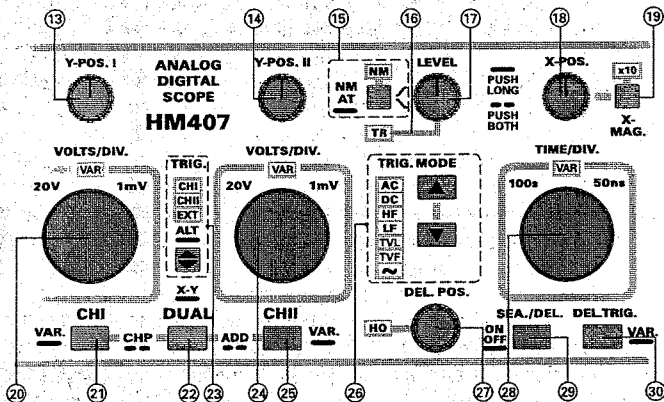 13 14 15 16 17 18 19
Y-POS. I
ANALOG
DIGITAL
SCOPE
HM407
Y-POS. II
NM
AT
NM
LEVEL
TR
PUSH
LONG
PUSH
BOTH
X-POS.
x10
X-
MAG.
VOLTS/DIV.
VAR
20V 1mV
TRIG.
CHI
CHII
EXT
ALT
X-Y
VOLTS/DIV.
VAR
20V 1mV
TRIG. MODE
AC
DC
HF
LF
TVL
TVF
~
TIME/DIV.
VAR
100s 50ns
DEL. POS.
HO
CHI
VAR.
CHP
DUAL
ADD
CHII
VAR.
ON
OFF
SEA./DEL.
DEL.TRIG.
VAR.
20 21 22 23 24 25 26 27 28 29 30